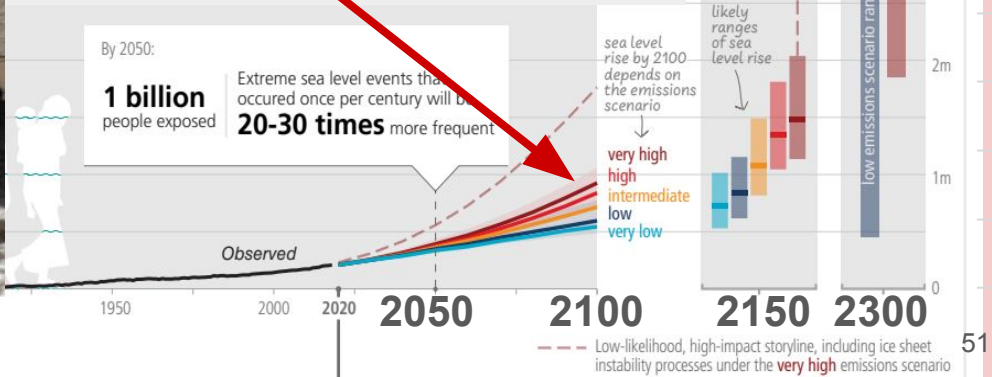 By 2050:
1 billion
people exposed
Extreme sea level events that
occured once per century will be
20-30 times more frequent
sea level
rise by 2100
depends on
the emissions
scenario
likely
ranges
of sea
level rise
very high
high
intermediate
low
very low
Observed
low emissions scenario ran
2m
1m
0
1950
2000
2020
2050
2100
2150
2300
Low-likelihood, high-impact storyline, including ice sheet
instability processes under the very high emissions scenario
51